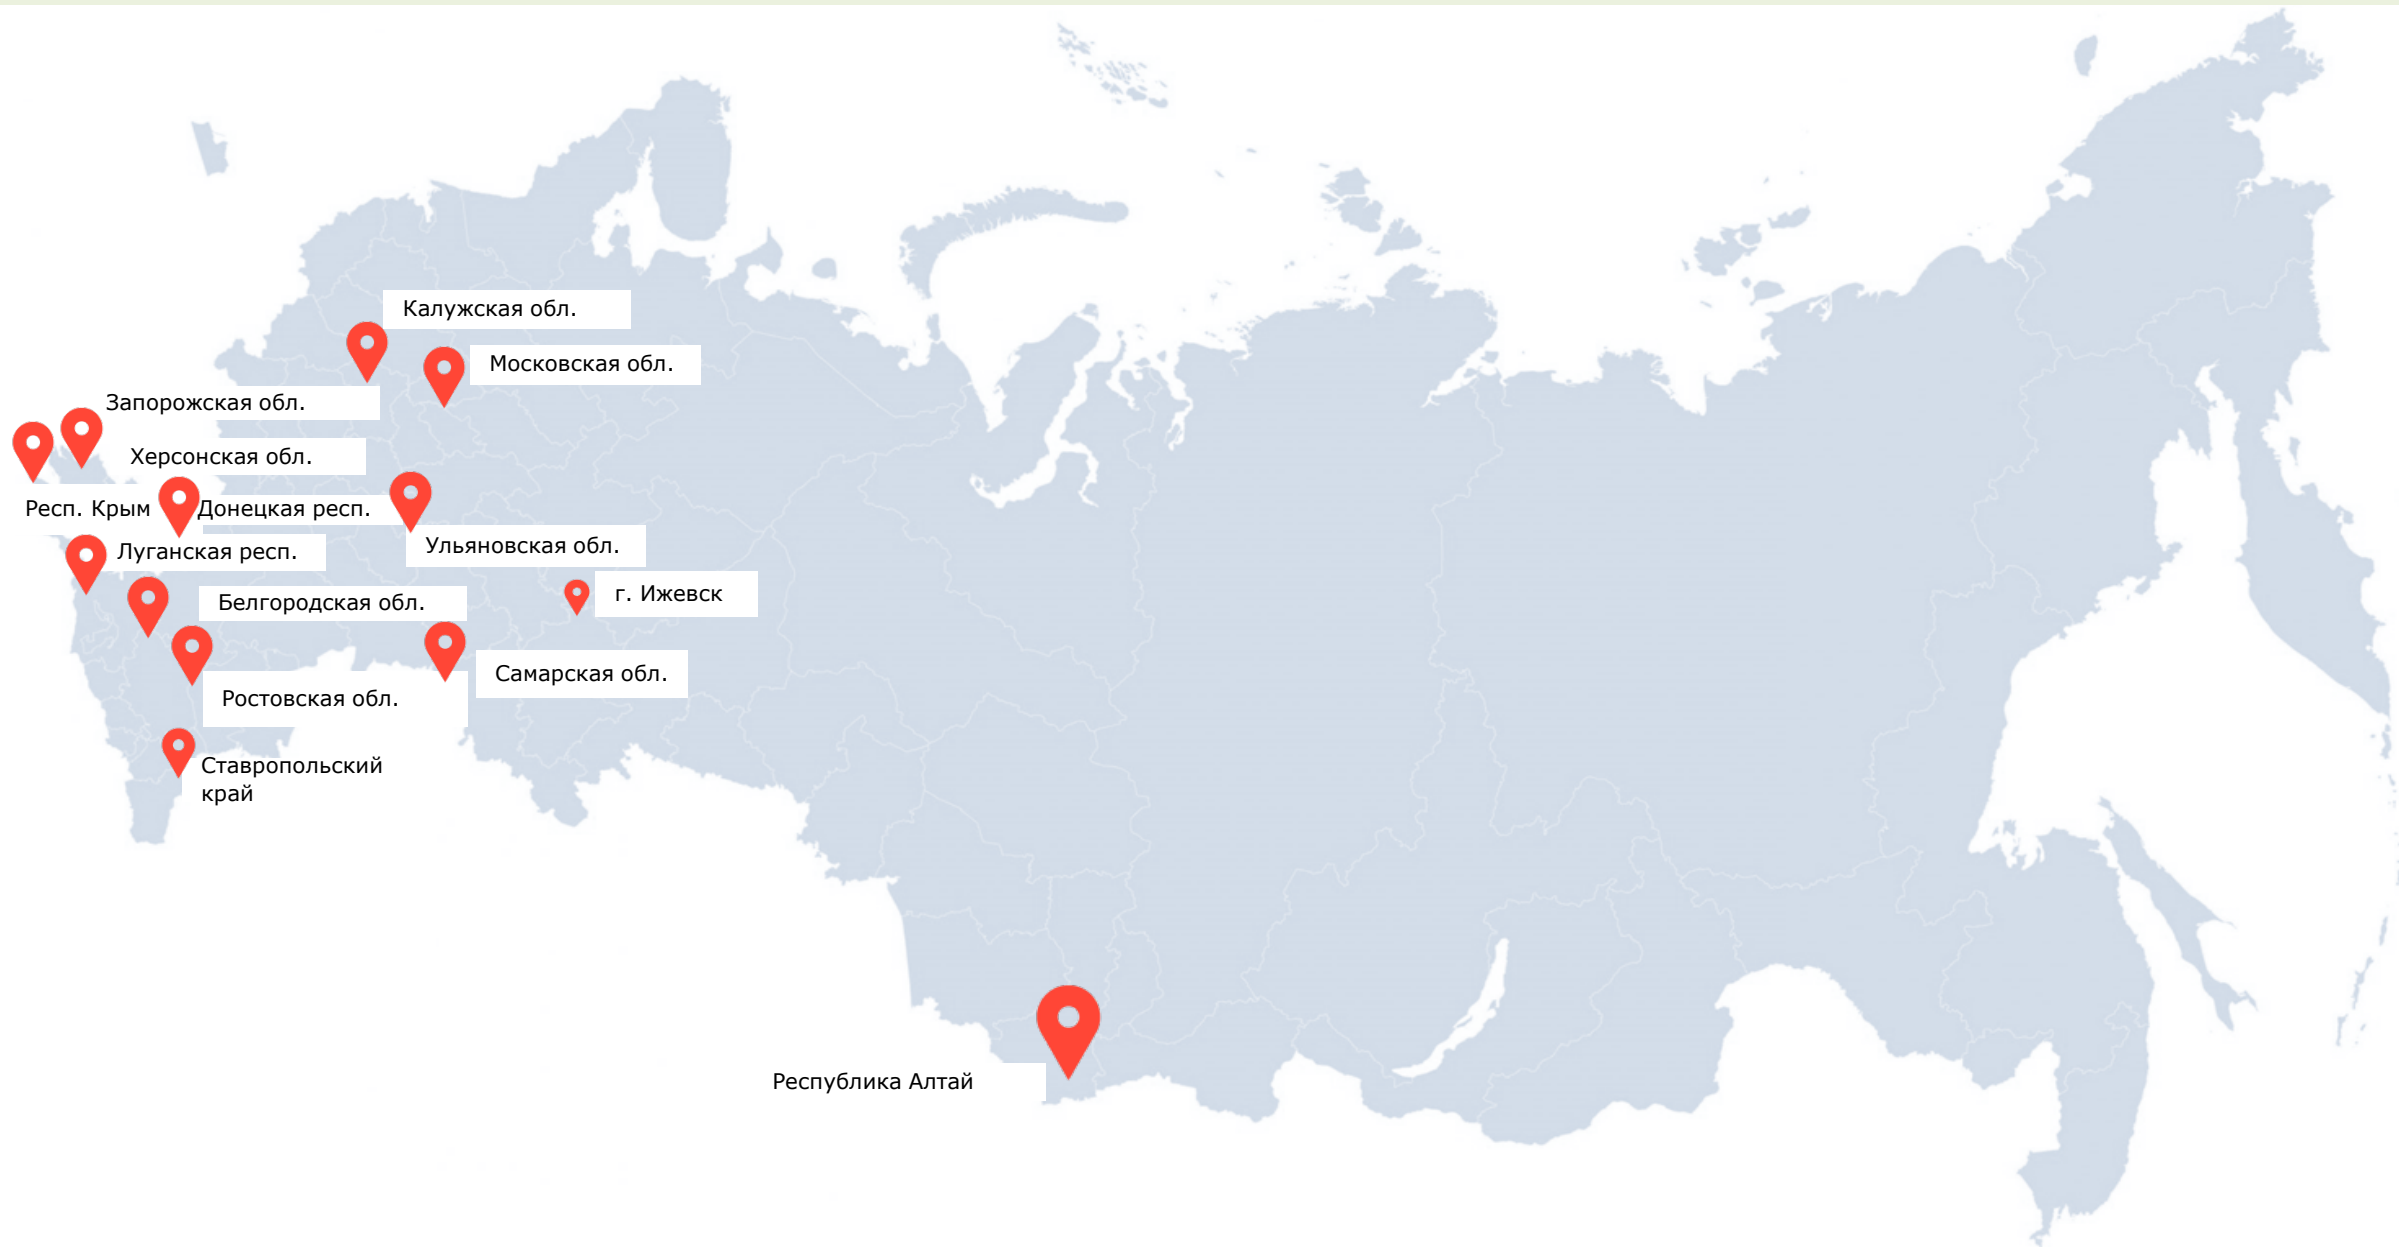 Калужская обл.
Московская обл.
Запорожская обл.
Херсонская обл.
Респ. Крым
Донецкая респ.
Ульяновская обл.
Луганская респ.
г. Ижевск
Белгородская обл.
Самарская обл.
Ростовская обл.
Ставропольский
край
Республика Алтай